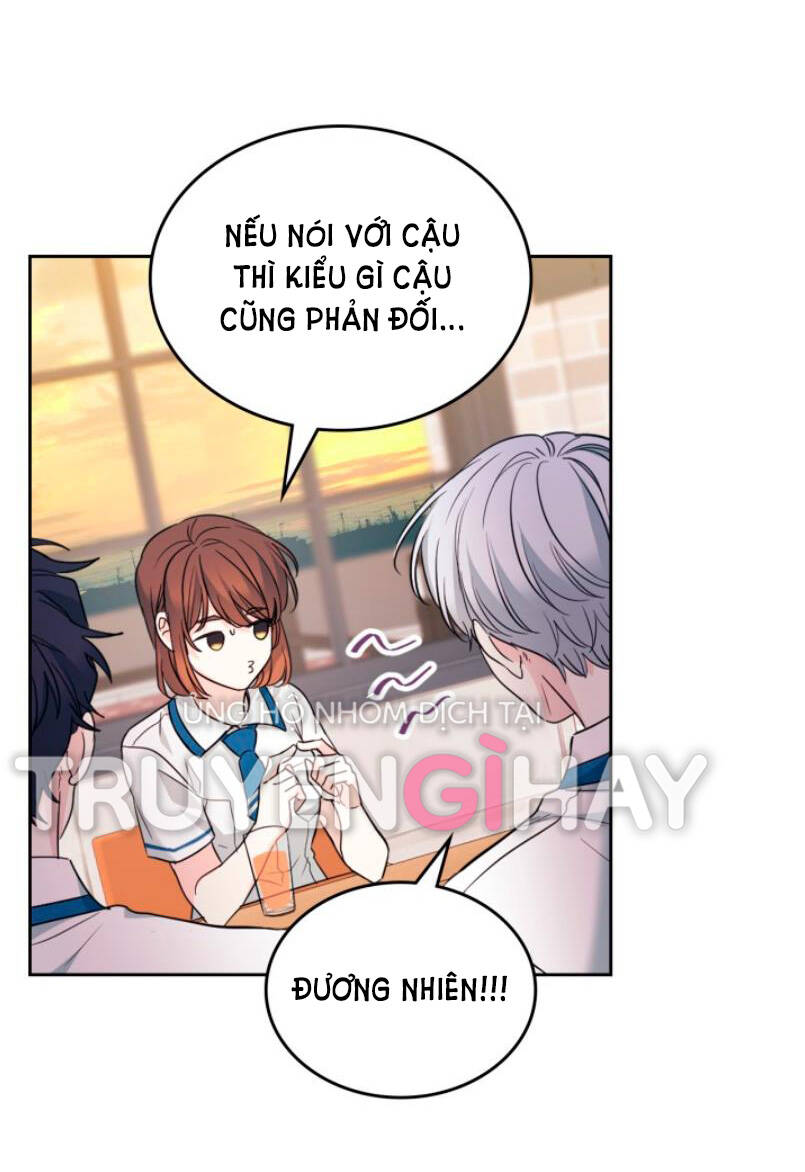 NẾU NÓI VỚI CẬU
THÌ KIỂU GÌ CẬU
CŨNG PHẢN ĐỐI...
ỦNG HỘ NHÓM DỊCH TẠI
TRUYENGIHAY
ĐƯƠNG NHIÊN!!!